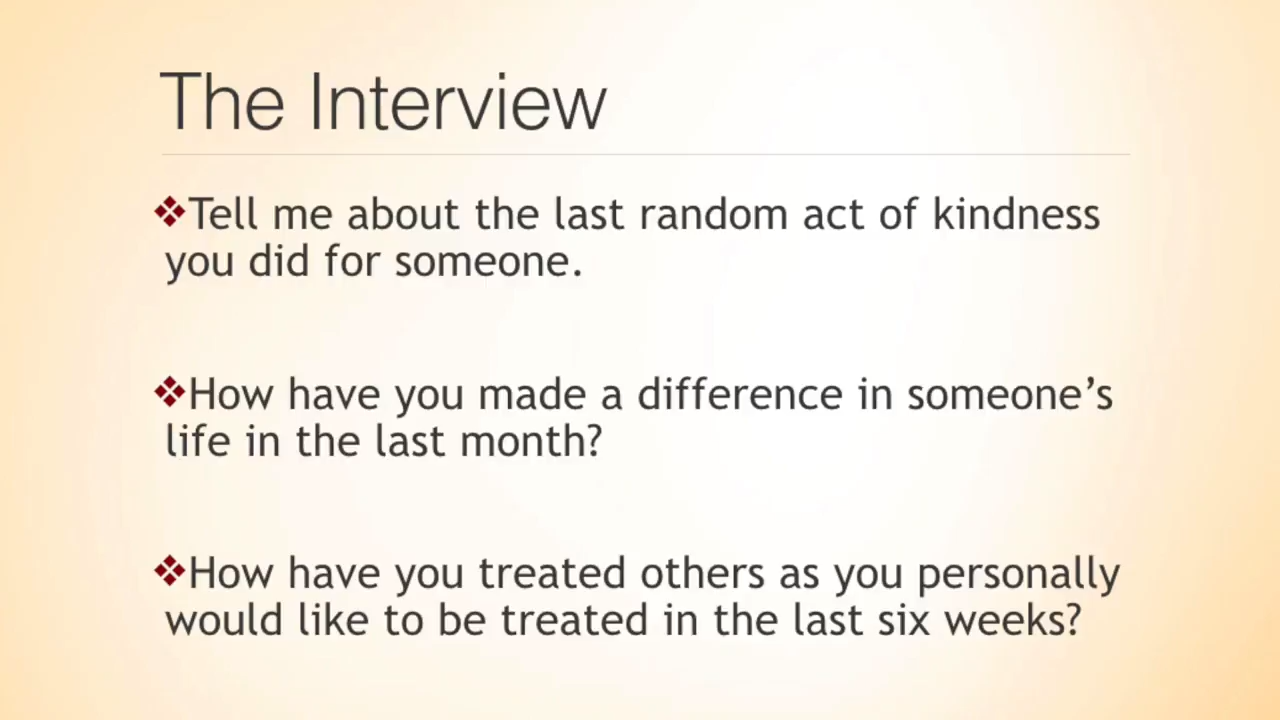 The Interview
❖Tell me about the last random act of kindness
you did for someone.
❖How have you made a difference in someone’s
life in the last month?
❖How have you treated others as you personally
would like to be treated in the last six weeks?